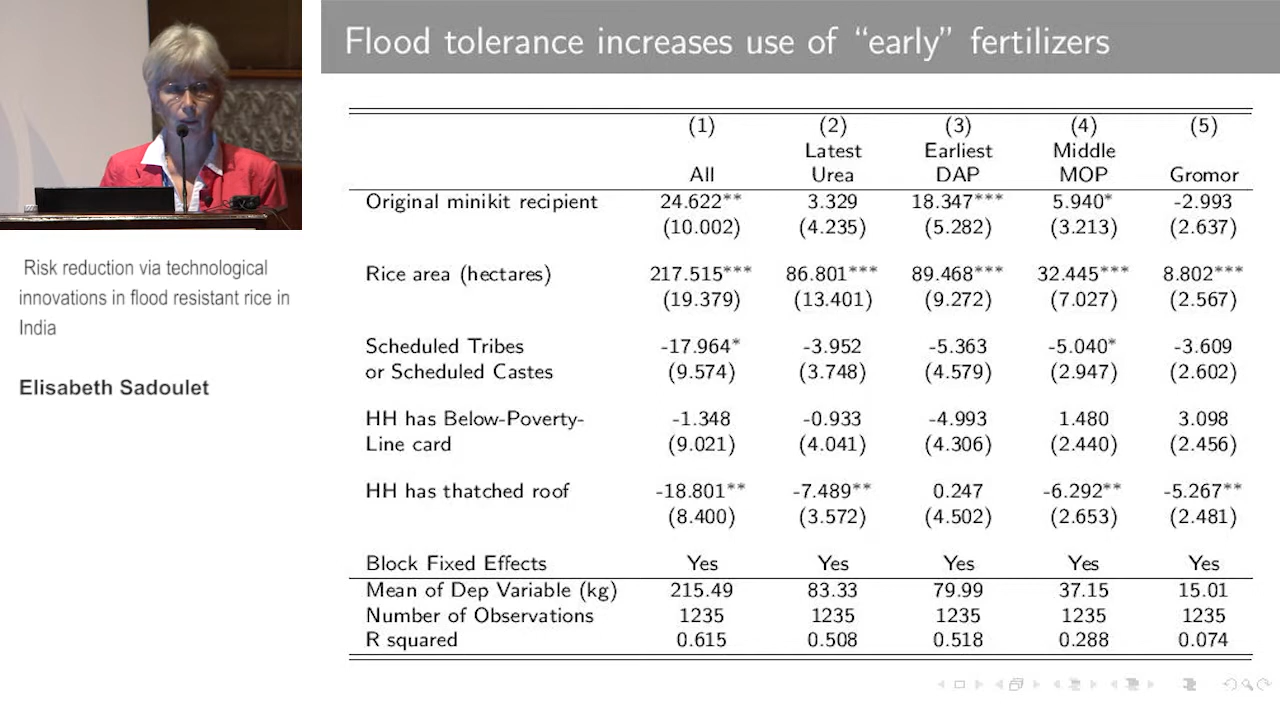 Flood tolerance increases use of “early” fertilizers
(1) (2) (3) (4) (5)
Latest Earliest Middle
All Urea DAP MOP Gromor
Original minikit recipient 24.622** 3.329 18.347*** 5.940* -2.993
(10.002) (4.235) (5.282) (3.213) (2.637)
Rice area (hectares) 217.515*** 86.801*** 89.468*** 32.445*** 8.802***
(19.379) (13.401) (9.272) (7.027) (2.567)
Scheduled Tribes -17.964* -3.952 -5.363 -5.040* -3.609
or Scheduled Castes (9.574) (3.748) (4.579) (2.947) (2.602)
HH has Below-Poverty- -1.348 -0.933 -4.993 1.480 3.098
Line card (9.021) (4.041) (4.306) (2.440) (2.456)
HH has thatched roof -18.801** -7.489** 0.247 -6.292** -5.267**
(8.400) (3.572) (4.502) (2.653) (2.481)
Block Fixed Effects Yes Yes Yes Yes Yes
Mean of Dep Variable (kg) 215.49 83.33 79.99 37.15 15.01
Number of Observations 1235 1235 1235 1235 1235
R squared 0.615 0.508 0.518 0.288 0.074
Risk reduction via technological
innovations in flood resistant rice in
India
Elisabeth Sadoulet